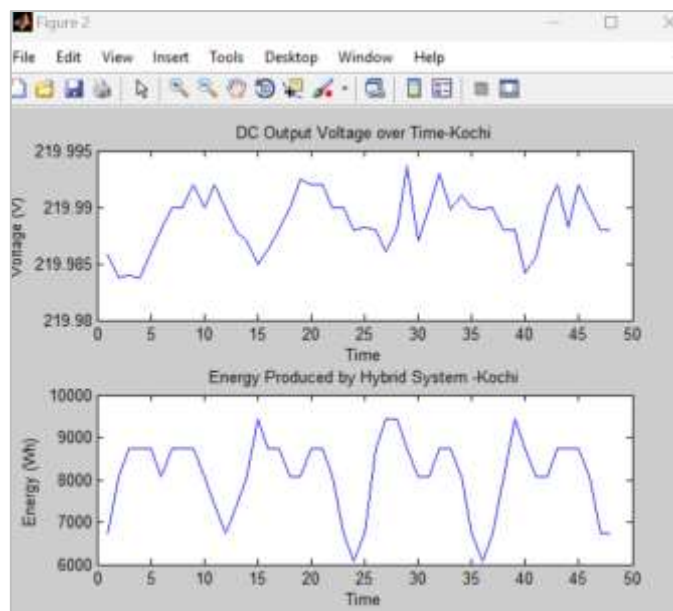 Figure 2
File Edit View Insert Tools Desktop Window Help
DC Output Voltage over Time-Kochi
219.995
219.99
219.985
219.98
Voltage (V)
0 5 10 15 20 25 30 35 40 45 50
Time
Energy Produced by Hybrid System -Kochi
10000
9000
8000
7000
6000
Energy (Wh)
0 5 10 15 20 25 30 35 40 45 50
Time